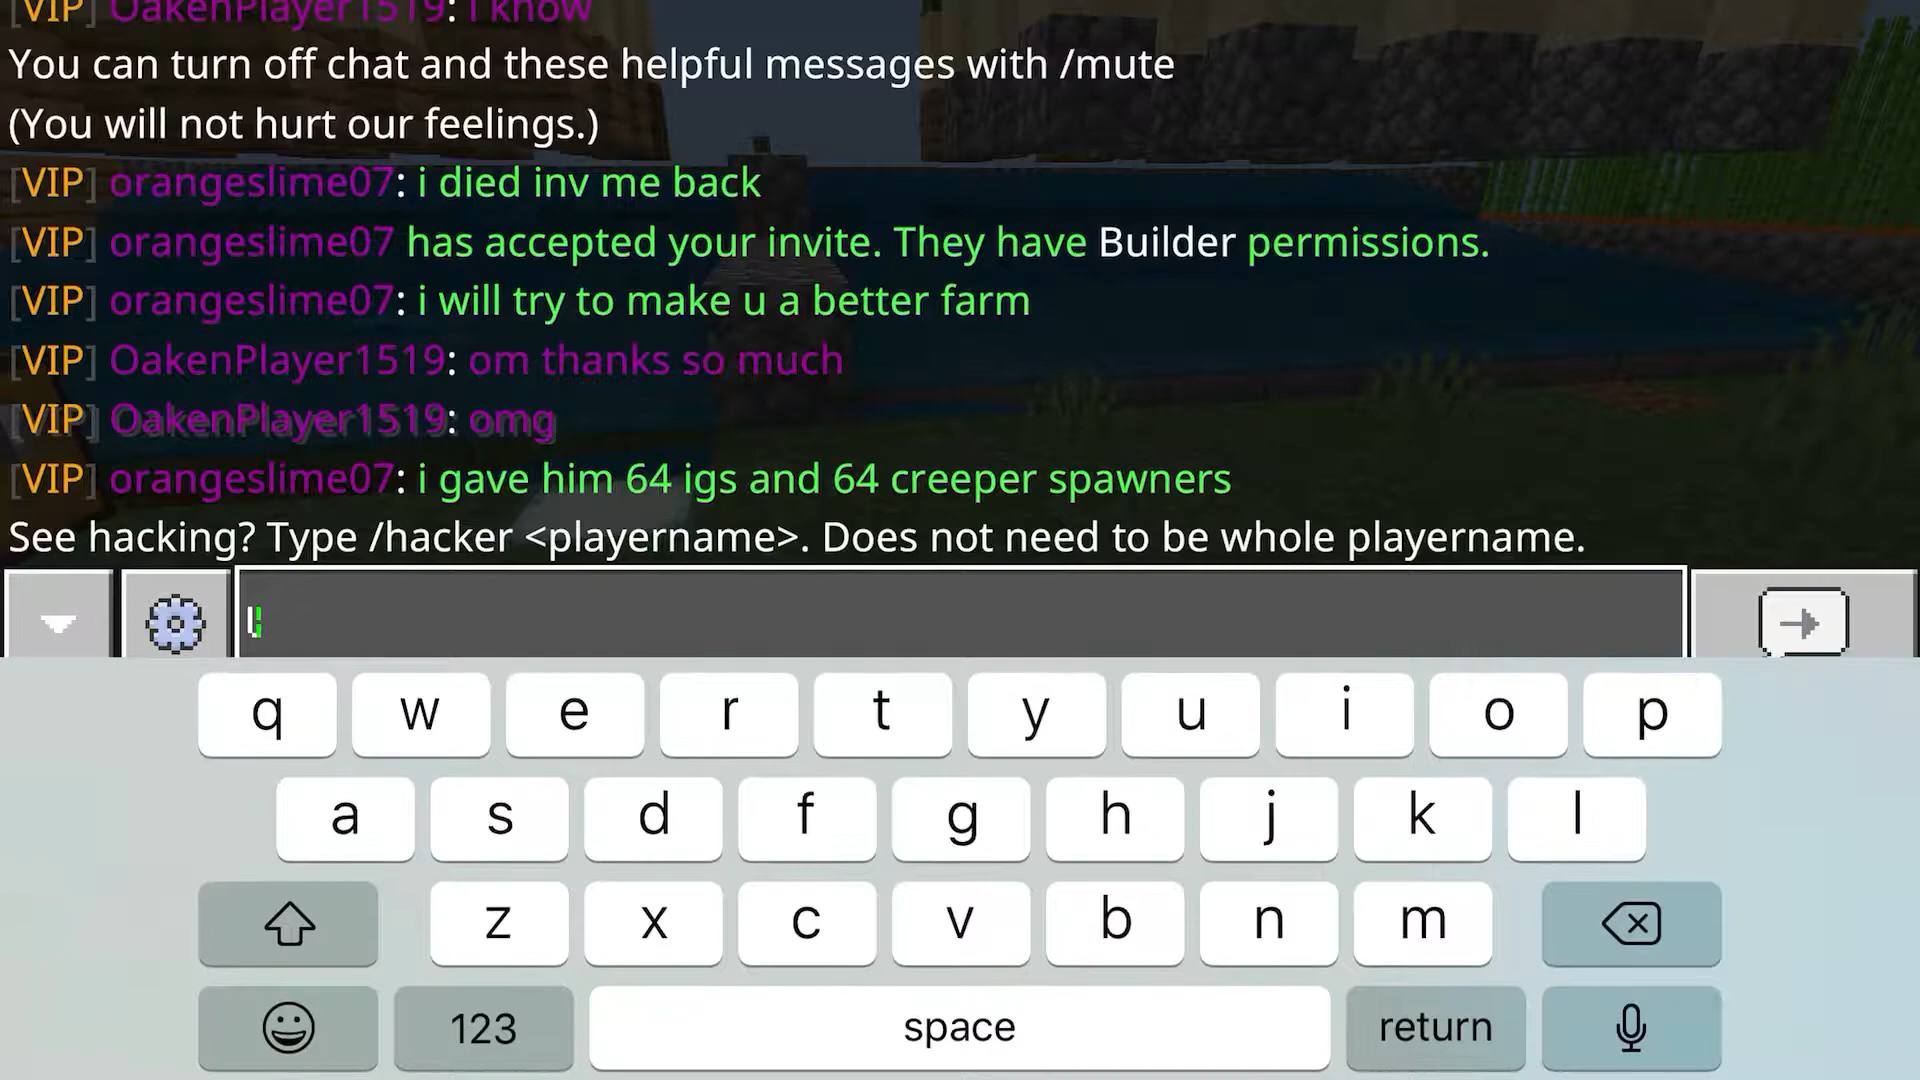 [VIP] OakenPlayer1519: i know
You can turn off chat and these helpful messages with /mute
(You will not hurt our feelings.)
[VIP] orangeslime07: i died inv me back
[VIP] orangeslime07 has accepted your invite. They have Builder permissions.
[VIP] orangeslime07: i will try to make u a better farm
[VIP] OakenPlayer1519: om thanks so much
[VIP] OakenPlayer1519: omg
[VIP] orangeslime07: i gave him 64 igs and 64 creeper spawners
See hacking? Type /hacker <playername>. Does not need to be whole playername.
q w e r t y u i o p
a s d f g h j k l
z x c v b n m
123 space return